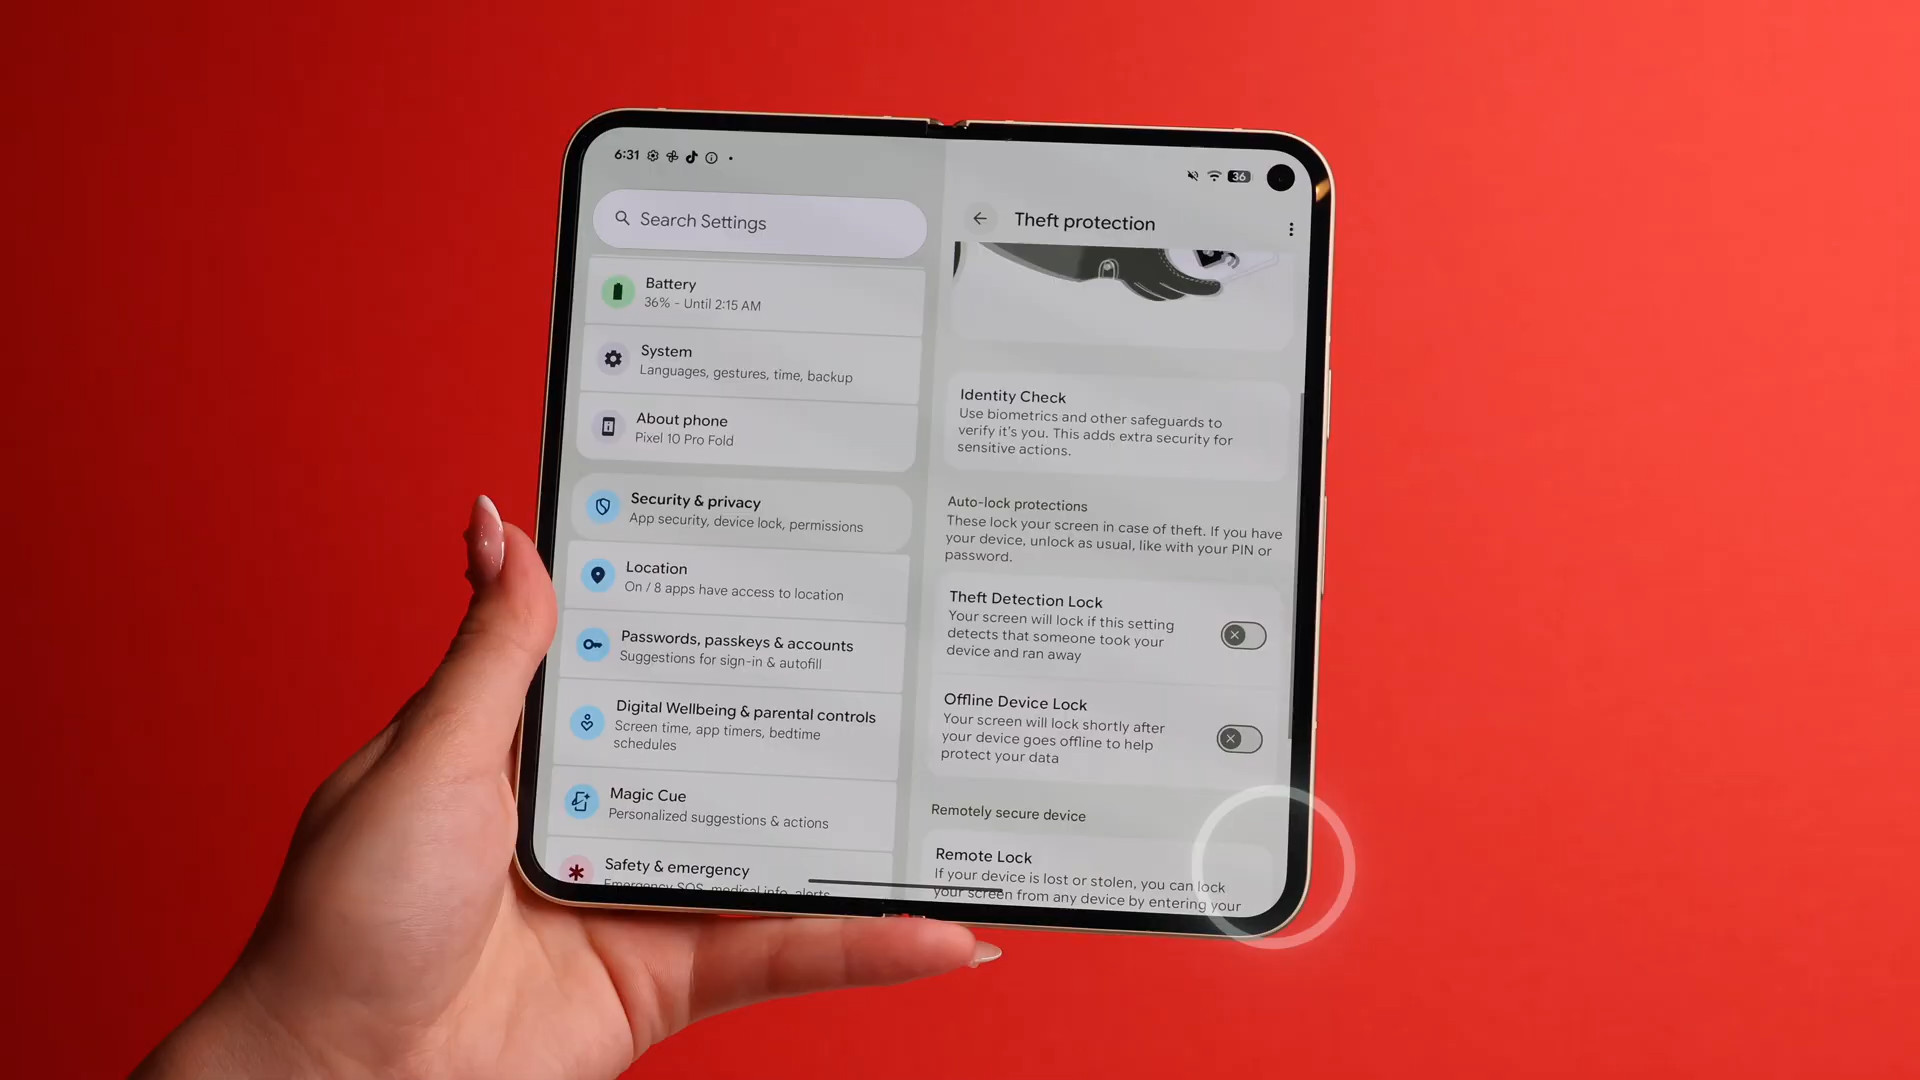 6:31
36
Search Settings
Battery
36% - Until 2:15 AM
System
Languages, gestures, time, backup
About phone
Pixel 10 Pro Fold
Security & privacy
App security, device lock, permissions
Location
On / 8 apps have access to location
Passwords, passkeys & accounts
Suggestions for sign-in & autofill
Digital Wellbeing & parental controls
Screen time, app timers, bedtime
schedules
Magic Cue
Personalized suggestions & actions
Safety & emergency
Emergency SOS, medical info, alerts
Theft protection
Identity Check
Use biometrics and other safeguards to
verify it's you. This adds extra security for
sensitive actions.
Auto-lock protections
These lock your screen in case of theft. If you have
your device, unlock as usual, like with your PIN or
password.
Theft Detection Lock
Your screen will lock if this setting
detects that someone took your
device and ran away
Offline Device Lock
Your screen will lock shortly after
your device goes offline to help
protect your data
Remotely secure device
Remote Lock
If your device is lost or stolen, you can lock
your screen from any device by entering your